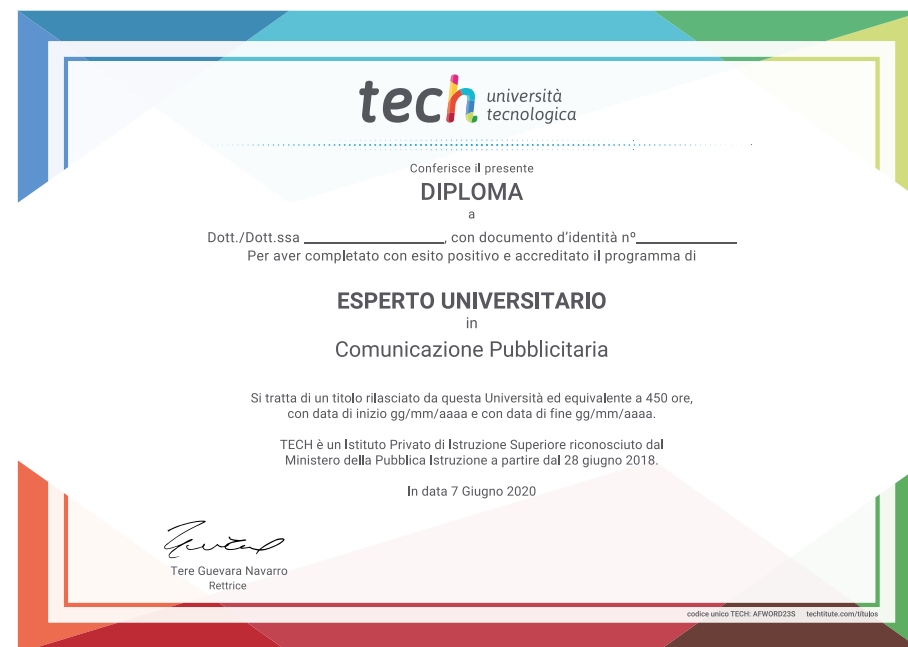 tech università
tecnologica
Conferisce il presente
DIPLOMA
a
Dott./Dott.ssa ____________________, con documento d'identità nº______________
Per aver completato con esito positivo e accreditato il programma di
ESPERTO UNIVERSITARIO
in
Comunicazione Pubblicitaria
Si tratta di un titolo rilasciato da questa Università ed equivalente a 450 ore,
con data di inizio gg/mm/aaaa e con data di fine gg/mm/aaaa.
TECH è un Istituto Privato di Istruzione Superiore riconosciuto dal
Ministero della Pubblica Istruzione a partire dal 28 giugno 2018.
In data 7 Giugno 2020
Tere Guevara Navarro
Rettrice
codice unico TECH: AFWORD23S techtitute.com/títulos